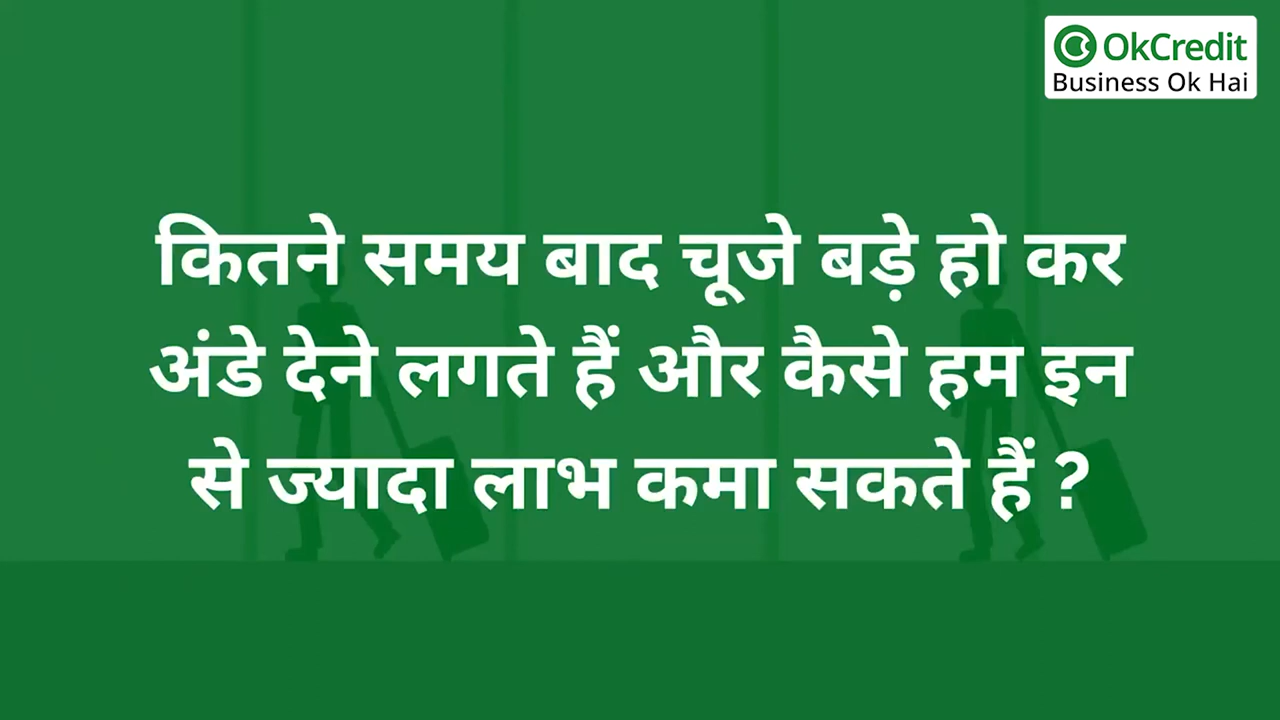 OkCredit
Business Ok Hai
कितने समय बाद चूजे बड़े हो कर
अंडे देने लगते हैं और कैसे हम इन
से ज्यादा लाभ कमा सकते हैं ?